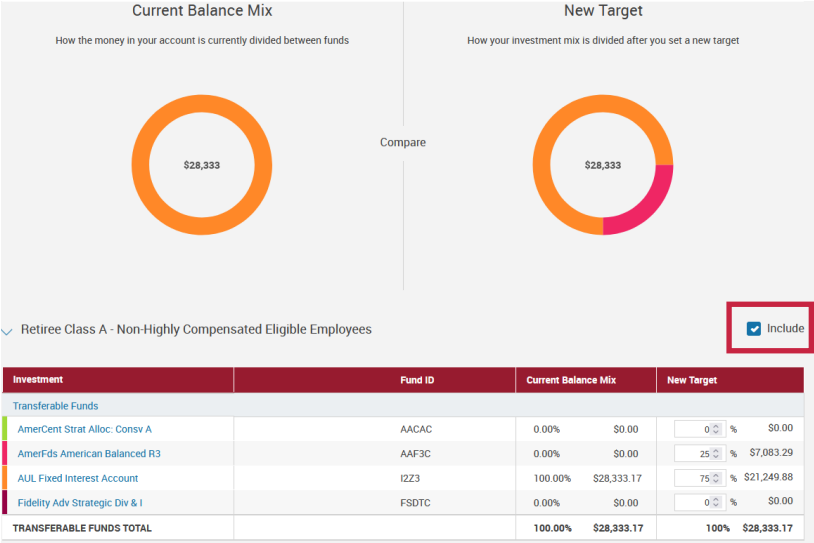 Current Balance Mix
New Target
How the money in your account is currently divided between funds
How your investment mix is divided after you set a new target
$28,333
Compare
$28,333
Retiree Class A - Non-Highly Compensated Eligible Employees
Include
Investment Fund ID Current Balance Mix New Target
Transferable Funds
AmerCent Strat Alloc: Consv A AACAC 0.00% $0.00 0 % $0.00
AmerFds American Balanced R3 AAF3C 0.00% $0.00 25 % $7,083.29
AUL Fixed Interest Account I2Z3 100.00% $28,333.17 75 % $21,249.88
Fidelity Adv Strategic Div & I FSDTC 0.00% $0.00 0 % $0.00
TRANSFERABLE FUNDS TOTAL 100.00% $28,333.17 100% $28,333.17